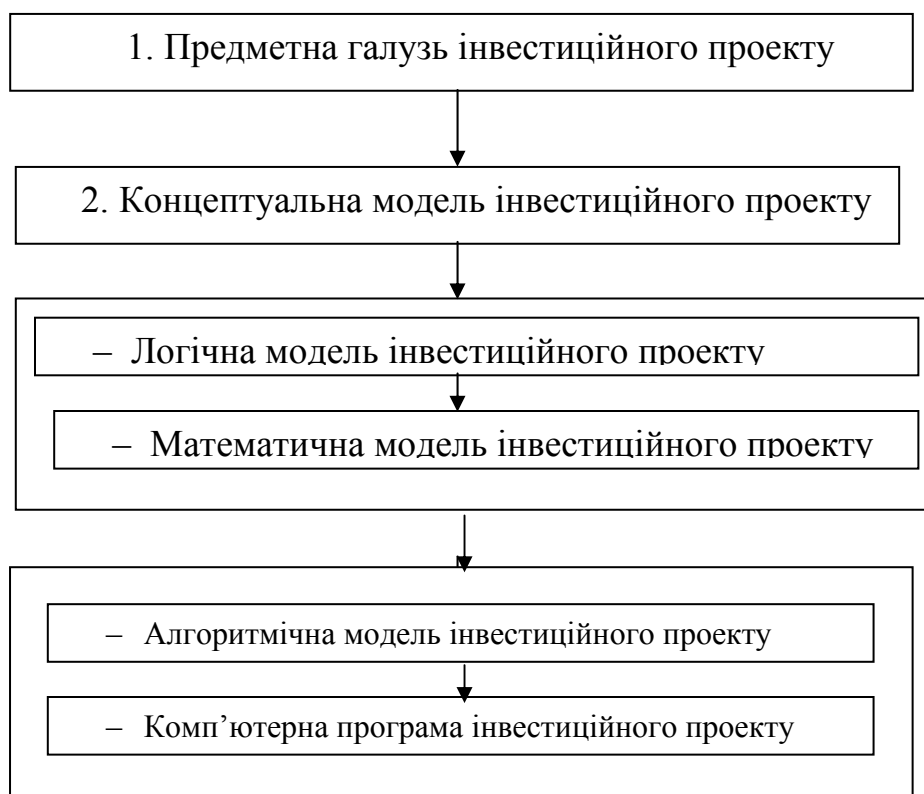 1. Предметна галузь інвестиційного проекту
2. Концептуальна модель інвестиційного проекту
– Логічна модель інвестиційного проекту
– Математична модель інвестиційного проекту
– Алгоритмічна модель інвестиційного проекту
– Комп’ютерна програма інвестиційного проекту